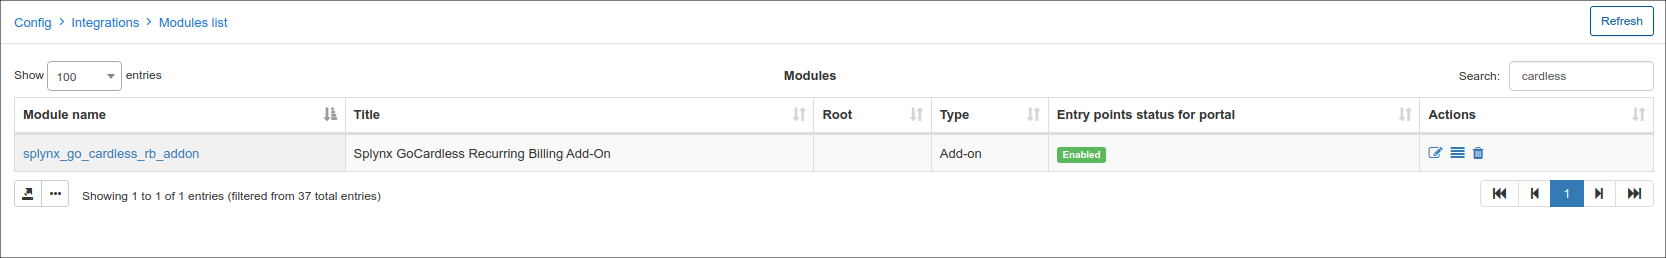 Config > Integrations > Modules list
Refresh
Show 100 entries
Modules
Search: cardless
Module name Title Root Type Entry points status for portal Actions
splynx_go_cardless_rb_addon Splynx GoCardless Recurring Billing Add-On Add-on Enabled
Showing 1 to 1 of 1 entries (filtered from 37 total entries)
1